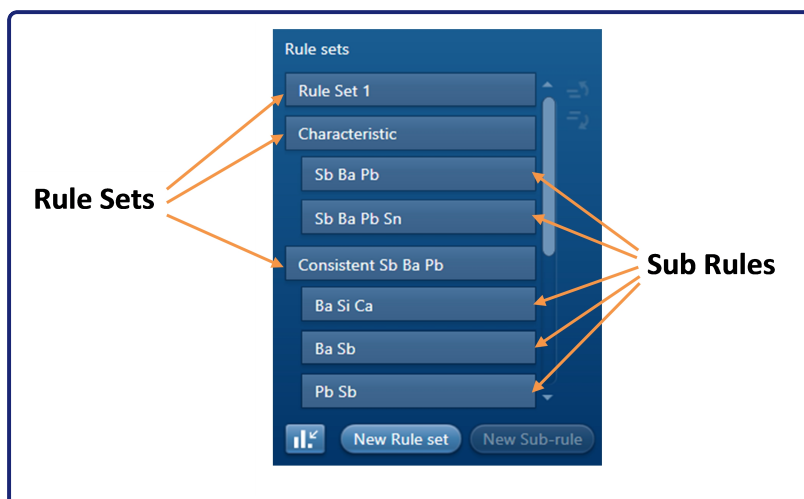 Rule sets
Rule Set 1
Characteristic
Sb Ba Pb
Sb Ba Pb Sn
Consistent Sb Ba Pb
Ba Si Ca
Ba Sb
Pb Sb
New Rule set
New Sub-rule
Rule Sets
Sub Rules